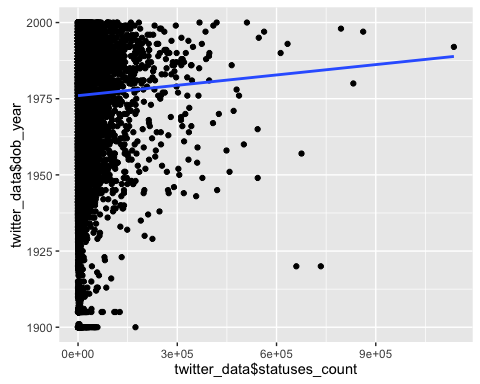 2000
1975
1950
1925
1900
twitter_data$dob_year
0e+00 3e+05 6e+05 9e+05
twitter_data$statuses_count